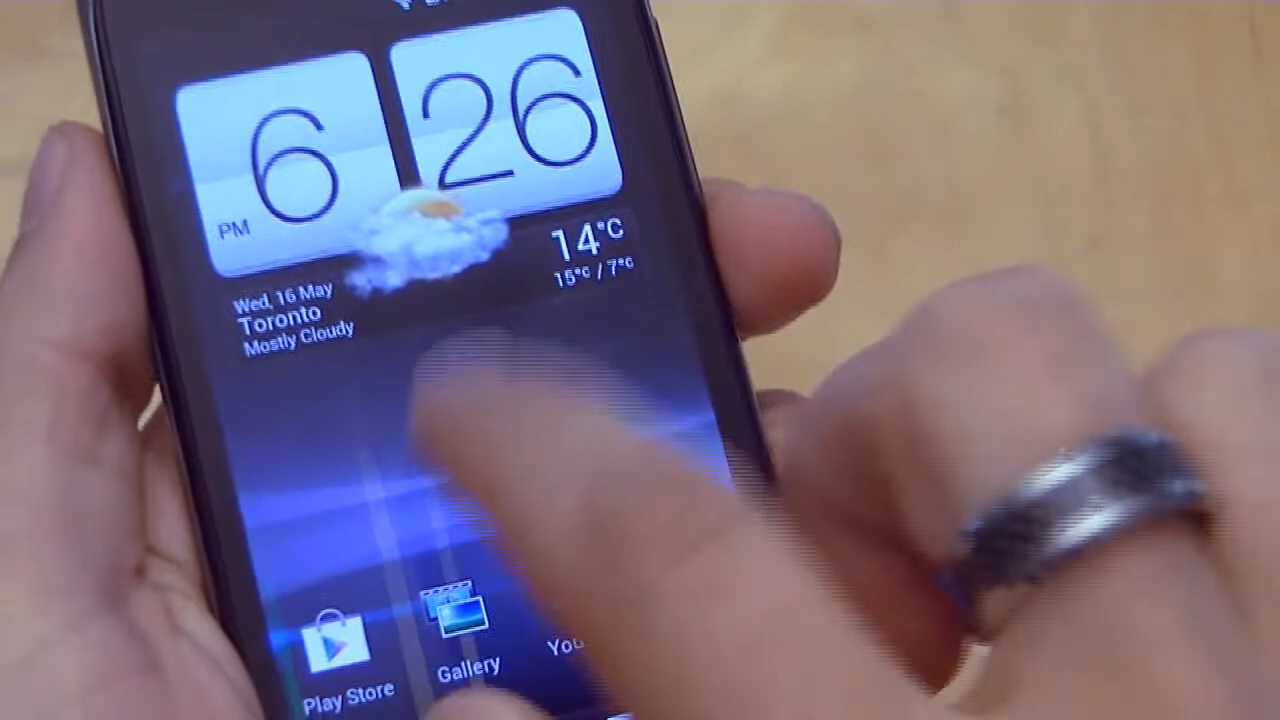 6 26
PM
14°C
15°C / 7°C
Wed, 16 May
Toronto
Mostly Cloudy
Play Store
Gallery
You